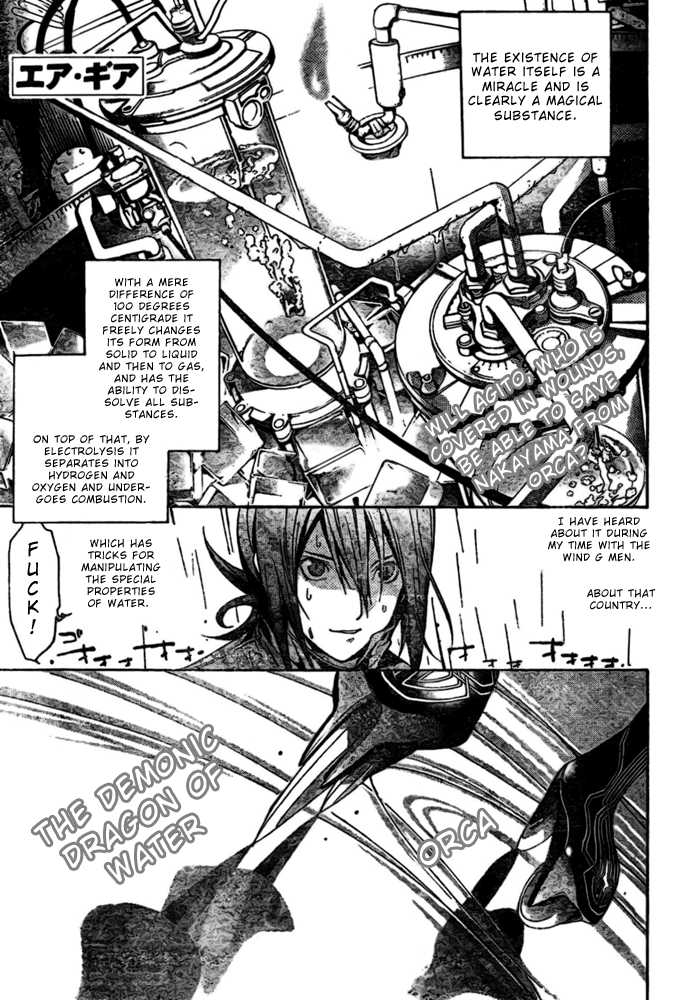 THE EXISTENCE OF
WATER ITSELF IS A
MIRACLE AND IS
CLEARLY A MAGICAL
SUBSTANCE.
エア・ギア
WITH A MERE
DIFFERENCE OF
100 DEGREES
CENTIGRADE IT
FREELY CHANGES
ITS FORM FROM
SOLID TO LIQUID
AND THEN TO GAS,
AND HAS THE
ABILITY TO DIS-
SOLVE ALL SUB-
STANCES.
ON TOP OF THAT, BY
ELECTROLYSIS IT
SEPARATES INTO
HYDROGEN AND
OXYGEN AND UNDER-
GOES COMBUSTION.
WILL AGITO, WHO IS
COVERED IN WOUNDS,
BE ABLE TO SAVE
NAKAYAMA FROM
ORCA?
I HAVE HEARD
ABOUT IT DURING
MY TIME WITH THE
WIND G MEN.
ABOUT THAT
COUNTRY...
WHICH HAS
TRICKS FOR
MANIPULATING
THE SPECIAL
PROPERTIES
OF WATER.
FUCK!
THE DEMONIC
DRAGON OF
WATER
ORCA